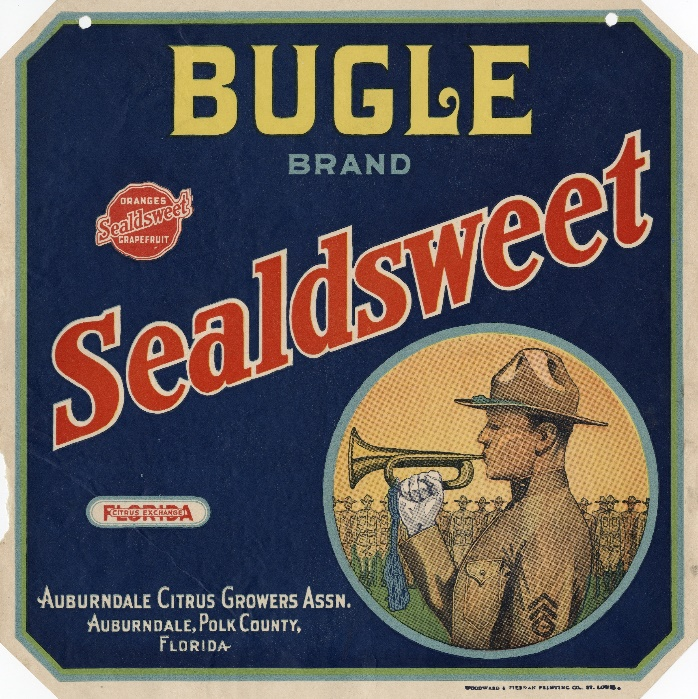 BUGLE
BRAND
ORANGES
Sealdsweet
GRAPEFRUIT
Sealdsweet
FLORIDA
CITRUS EXCHANGE
AUBURNDALE CITRUS GROWERS ASSN.
AUBURNDALE, POLK COUNTY,
FLORIDA
WOODWARD & TIERNAN PRINTING CO., ST. LOUIS.